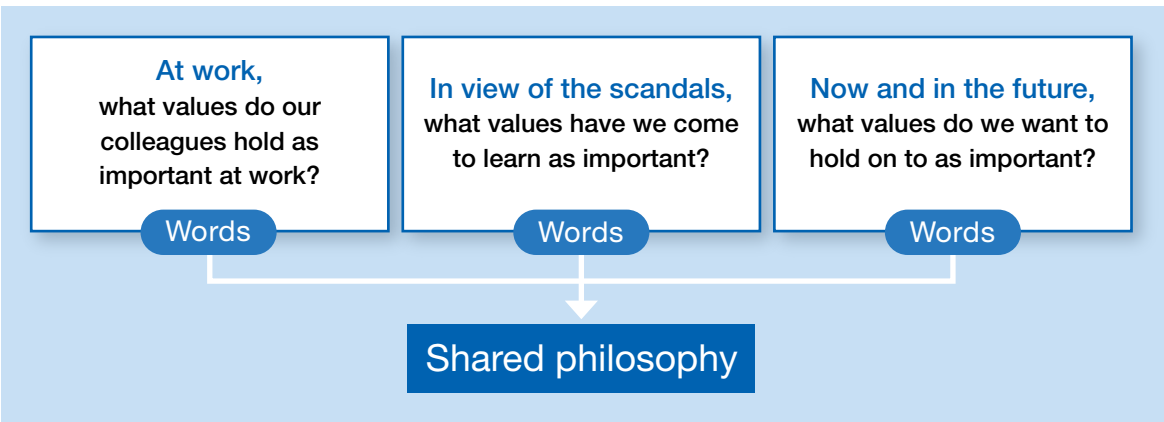 At work,
what values do our
colleagues hold as
important at work?
Words
In view of the scandals,
what values have we come
to learn as important?
Words
Now and in the future,
what values do we want to
hold on to as important?
Words
Shared philosophy